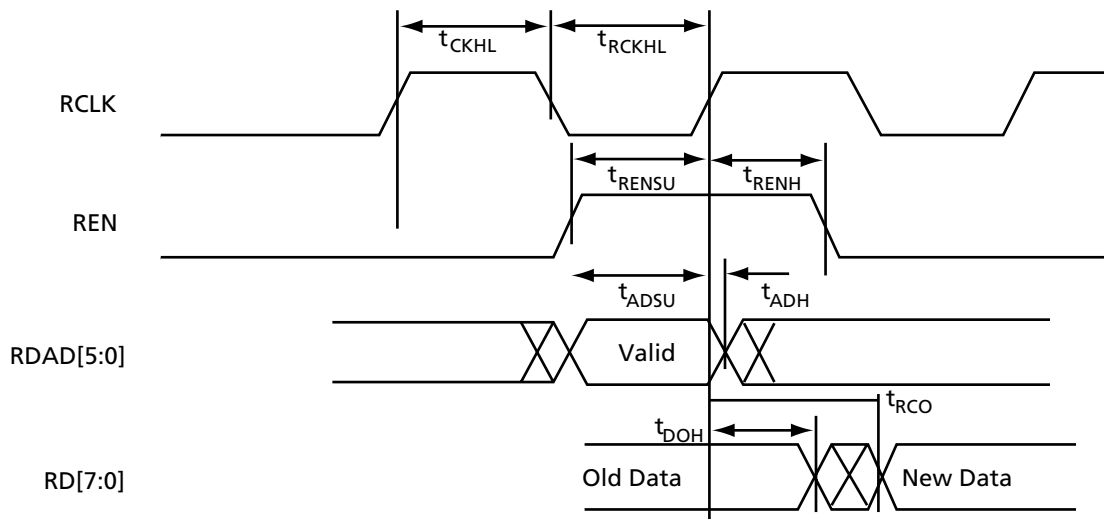 tCKHL tRCKHL
RCLK
tRENSU tRENH
REN
tADSU tADH
RDAD[5:0] Valid
tRCO
tDOH
RD[7:0] Old Data New Data